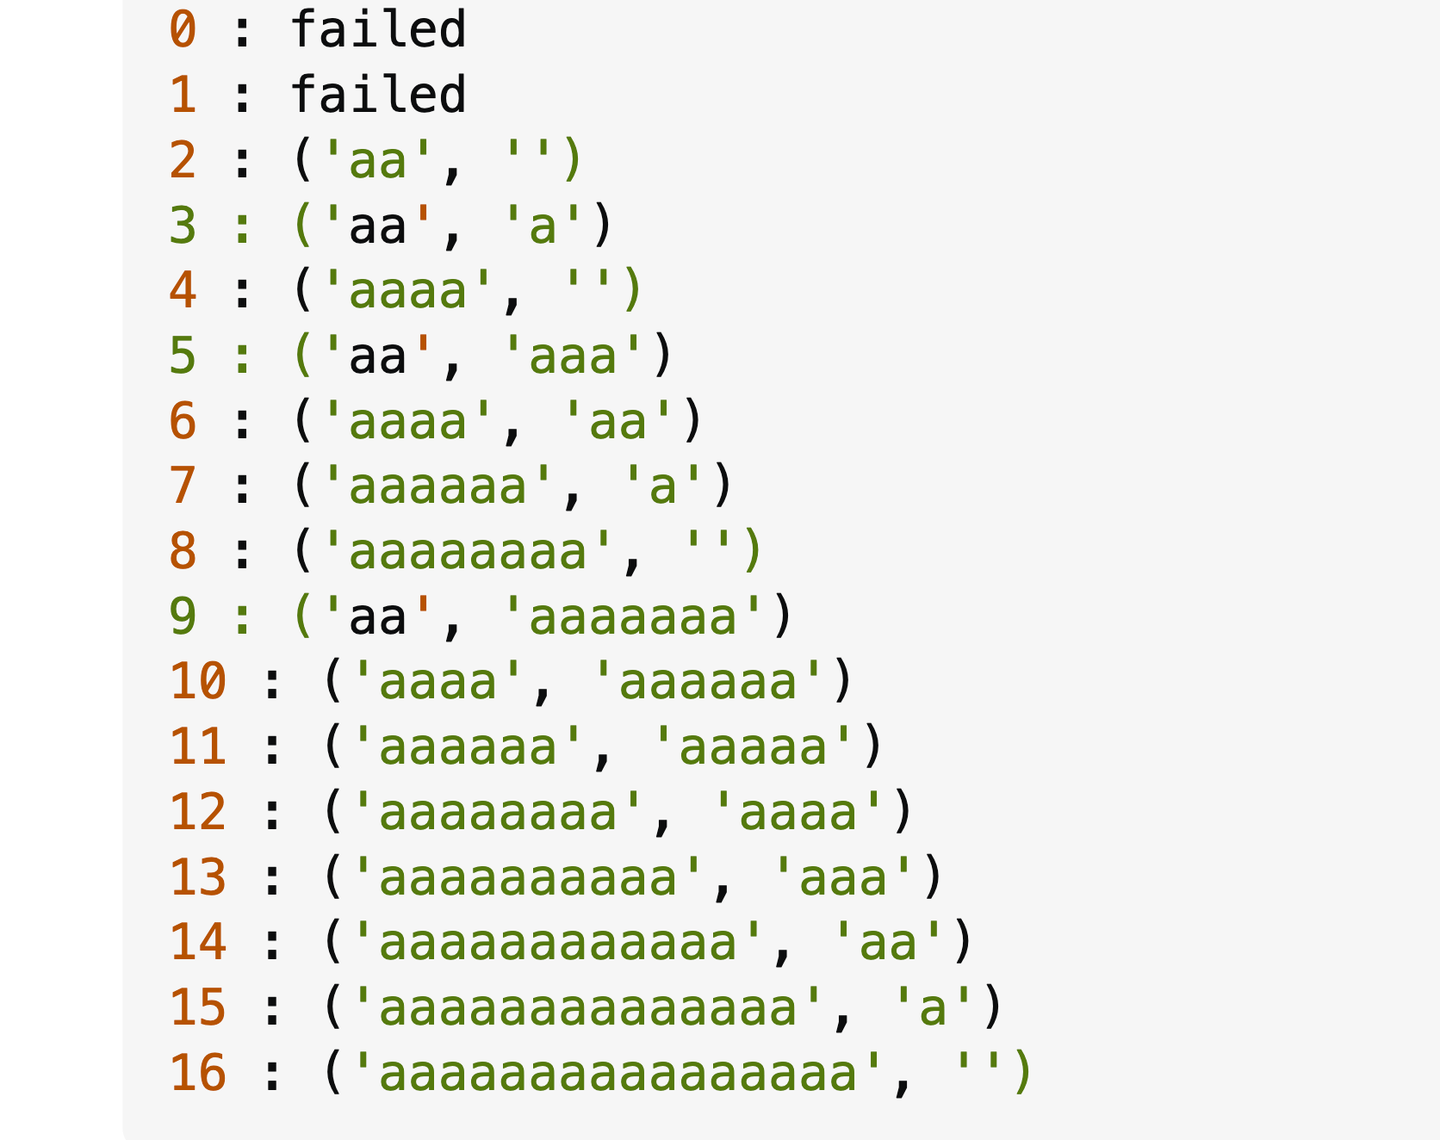 0 : failed
1 : failed
2 : ('aa', '')
3 : ('aa', 'a')
4 : ('aaaa', '')
5 : ('aa', 'aaa')
6 : ('aaaa', 'aa')
7 : ('aaaaaa', 'a')
8 : ('aaaaaaaa', '')
9 : ('aa', 'aaaaaaa')
10 : ('aaaa', 'aaaaaa')
11 : ('aaaaaa', 'aaaaa')
12 : ('aaaaaaaa', 'aaaa')
13 : ('aaaaaaaaaa', 'aaa')
14 : ('aaaaaaaaaaaa', 'aa')
15 : ('aaaaaaaaaaaaaa', 'a')
16 : ('aaaaaaaaaaaaaaaa', '')